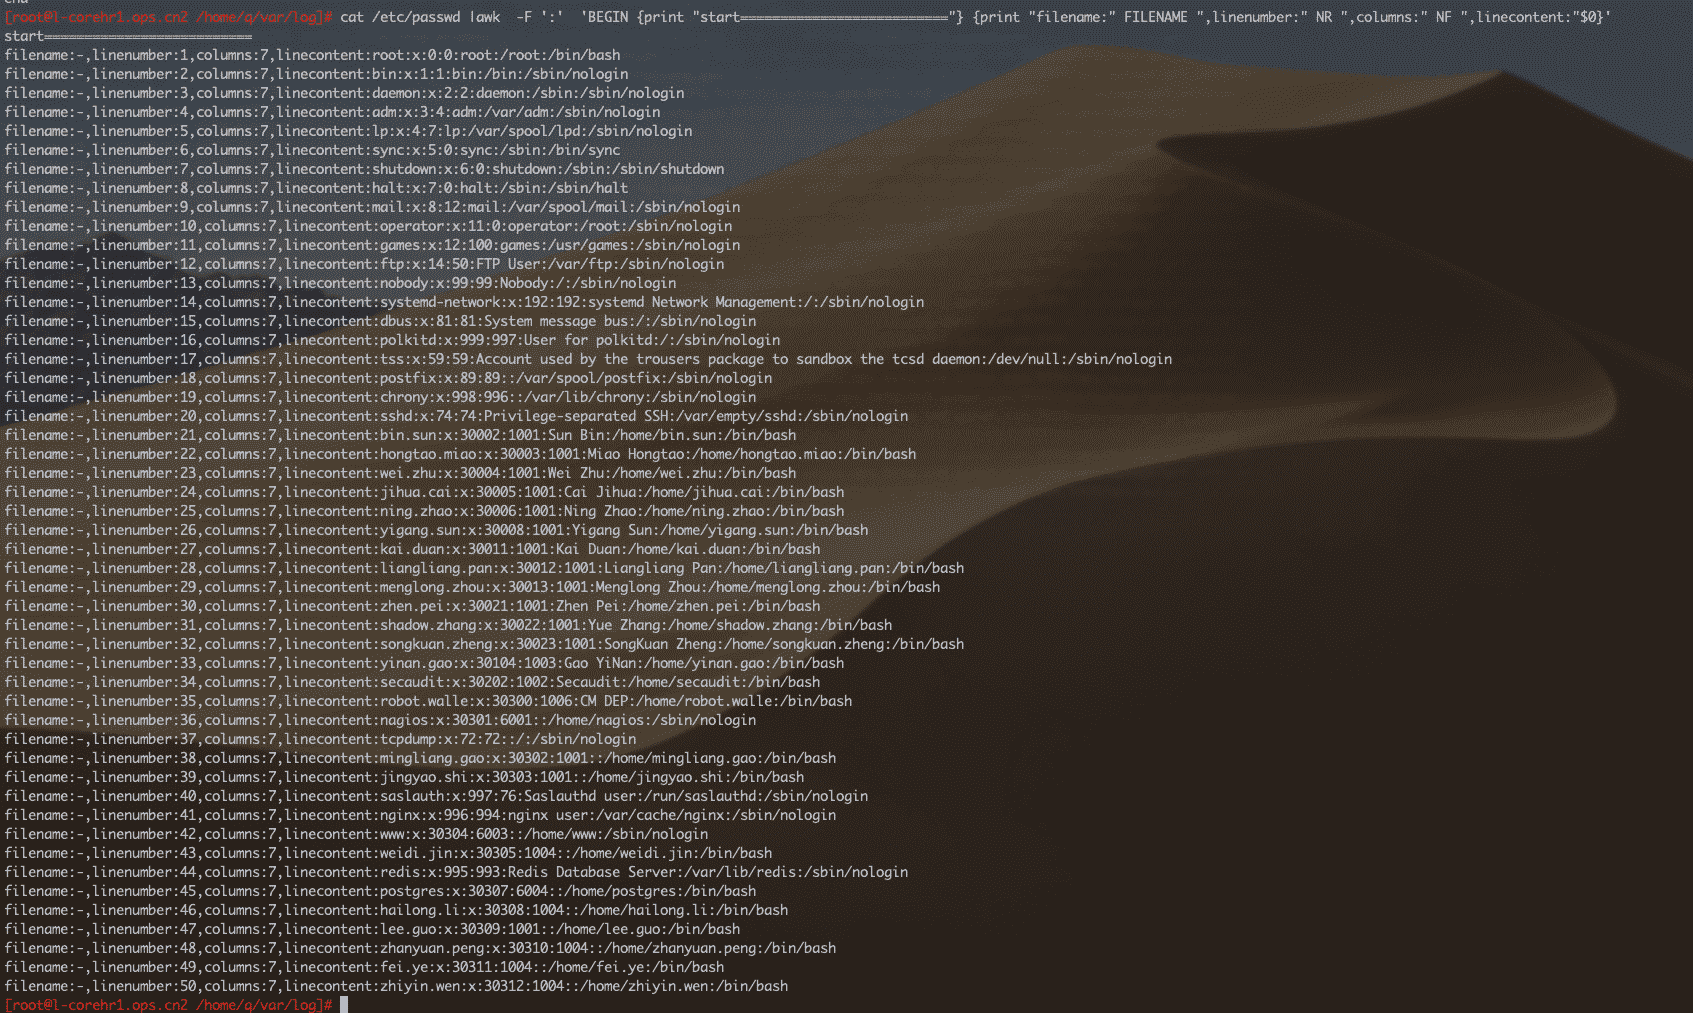 end
[root@l-corehr1.ops.cn2 /home/q/var/log]# cat /etc/passwd |awk  -F ':'  'BEGIN {print "start=========================="} {print "filename:" FILENAME ",linenumber:" NR ",columns:" NF ",linecontent:"$0}'
start==========================
filename:-,linenumber:1,columns:7,linecontent:root:x:0:0:root:/root:/bin/bash
filename:-,linenumber:2,columns:7,linecontent:bin:x:1:1:bin:/bin:/sbin/nologin
filename:-,linenumber:3,columns:7,linecontent:daemon:x:2:2:daemon:/sbin:/sbin/nologin
filename:-,linenumber:4,columns:7,linecontent:adm:x:3:4:adm:/var/adm:/sbin/nologin
filename:-,linenumber:5,columns:7,linecontent:lp:x:4:7:lp:/var/spool/lpd:/sbin/nologin
filename:-,linenumber:6,columns:7,linecontent:sync:x:5:0:sync:/sbin:/bin/sync
filename:-,linenumber:7,columns:7,linecontent:shutdown:x:6:0:shutdown:/sbin:/sbin/shutdown
filename:-,linenumber:8,columns:7,linecontent:halt:x:7:0:halt:/sbin:/sbin/halt
filename:-,linenumber:9,columns:7,linecontent:mail:x:8:12:mail:/var/spool/mail:/sbin/nologin
filename:-,linenumber:10,columns:7,linecontent:operator:x:11:0:operator:/root:/sbin/nologin
filename:-,linenumber:11,columns:7,linecontent:games:x:12:100:games:/usr/games:/sbin/nologin
filename:-,linenumber:12,columns:7,linecontent:ftp:x:14:50:FTP User:/var/ftp:/sbin/nologin
filename:-,linenumber:13,columns:7,linecontent:nobody:x:99:99:Nobody:/:/sbin/nologin
filename:-,linenumber:14,columns:7,linecontent:systemd-network:x:192:192:systemd Network Management:/:/sbin/nologin
filename:-,linenumber:15,columns:7,linecontent:dbus:x:81:81:System message bus:/:/sbin/nologin
filename:-,linenumber:16,columns:7,linecontent:polkitd:x:999:997:User for polkitd:/:/sbin/nologin
filename:-,linenumber:17,columns:7,linecontent:tss:x:59:59:Account used by the trousers package to sandbox the tcsd daemon:/dev/null:/sbin/nologin
filename:-,linenumber:18,columns:7,linecontent:postfix:x:89:89::/var/spool/postfix:/sbin/nologin
filename:-,linenumber:19,columns:7,linecontent:chrony:x:998:996::/var/lib/chrony:/sbin/nologin
filename:-,linenumber:20,columns:7,linecontent:sshd:x:74:74:Privilege-separated SSH:/var/empty/sshd:/sbin/nologin
filename:-,linenumber:21,columns:7,linecontent:bin.sun:x:30002:1001:Sun Bin:/home/bin.sun:/bin/bash
filename:-,linenumber:22,columns:7,linecontent:hongtao.miao:x:30003:1001:Miao Hongtao:/home/hongtao.miao:/bin/bash
filename:-,linenumber:23,columns:7,linecontent:wei.zhu:x:30004:1001:Wei Zhu:/home/wei.zhu:/bin/bash
filename:-,linenumber:24,columns:7,linecontent:jihua.cai:x:30005:1001:Cai Jihua:/home/jihua.cai:/bin/bash
filename:-,linenumber:25,columns:7,linecontent:ning.zhao:x:30006:1001:Ning Zhao:/home/ning.zhao:/bin/bash
filename:-,linenumber:26,columns:7,linecontent:yigang.sun:x:30008:1001:Yigang Sun:/home/yigang.sun:/bin/bash
filename:-,linenumber:27,columns:7,linecontent:kai.duan:x:30011:1001:Kai Duan:/home/kai.duan:/bin/bash
filename:-,linenumber:28,columns:7,linecontent:liangliang.pan:x:30012:1001:Liangliang Pan:/home/liangliang.pan:/bin/bash
filename:-,linenumber:29,columns:7,linecontent:menglong.zhou:x:30013:1001:Menglong Zhou:/home/menglong.zhou:/bin/bash
filename:-,linenumber:30,columns:7,linecontent:zhen.pei:x:30021:1001:Zhen Pei:/home/zhen.pei:/bin/bash
filename:-,linenumber:31,columns:7,linecontent:shadow.zhang:x:30022:1001:Yue Zhang:/home/shadow.zhang:/bin/bash
filename:-,linenumber:32,columns:7,linecontent:songkuan.zheng:x:30023:1001:SongKuan Zheng:/home/songkuan.zheng:/bin/bash
filename:-,linenumber:33,columns:7,linecontent:yinan.gao:x:30104:1003:Gao YiNan:/home/yinan.gao:/bin/bash
filename:-,linenumber:34,columns:7,linecontent:secaudit:x:30202:1002:Secaudit:/home/secaudit:/bin/bash
filename:-,linenumber:35,columns:7,linecontent:robot.walle:x:30300:1006:CM DEP:/home/robot.walle:/bin/bash
filename:-,linenumber:36,columns:7,linecontent:nagios:x:30301:6001::/home/nagios:/sbin/nologin
filename:-,linenumber:37,columns:7,linecontent:tcpdump:x:72:72::/:/sbin/nologin
filename:-,linenumber:38,columns:7,linecontent:mingliang.gao:x:30302:1001::/home/mingliang.gao:/bin/bash
filename:-,linenumber:39,columns:7,linecontent:jingyao.shi:x:30303:1001::/home/jingyao.shi:/bin/bash
filename:-,linenumber:40,columns:7,linecontent:saslauth:x:997:76:Saslauthd user:/run/saslauthd:/sbin/nologin
filename:-,linenumber:41,columns:7,linecontent:nginx:x:996:994:nginx user:/var/cache/nginx:/sbin/nologin
filename:-,linenumber:42,columns:7,linecontent:www:x:30304:6003::/home/www:/sbin/nologin
filename:-,linenumber:43,columns:7,linecontent:weidi.jin:x:30305:1004::/home/weidi.jin:/bin/bash
filename:-,linenumber:44,columns:7,linecontent:redis:x:995:993:Redis Database Server:/var/lib/redis:/sbin/nologin
filename:-,linenumber:45,columns:7,linecontent:postgres:x:30307:6004::/home/postgres:/bin/bash
filename:-,linenumber:46,columns:7,linecontent:hailong.li:x:30308:1004::/home/hailong.li:/bin/bash
filename:-,linenumber:47,columns:7,linecontent:lee.guo:x:30309:1001::/home/lee.guo:/bin/bash
filename:-,linenumber:48,columns:7,linecontent:zhanyuan.peng:x:30310:1004::/home/zhanyuan.peng:/bin/bash
filename:-,linenumber:49,columns:7,linecontent:fei.ye:x:30311:1004::/home/fei.ye:/bin/bash
filename:-,linenumber:50,columns:7,linecontent:zhiyin.wen:x:30312:1004::/home/zhiyin.wen:/bin/bash
[root@l-corehr1.ops.cn2 /home/q/var/log]#